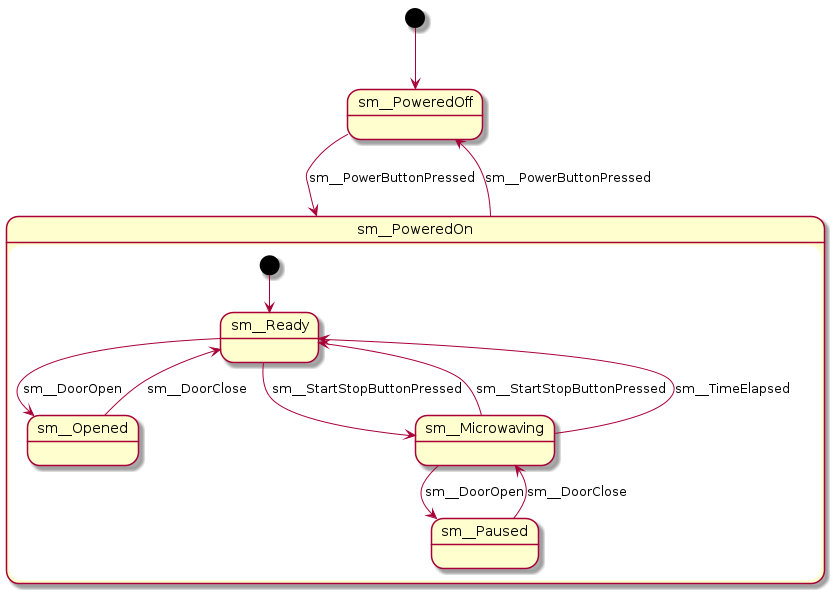 sm__PoweredOff
sm__PowerButtonPressed
sm__PowerButtonPressed
sm__PoweredOn
sm__Ready
sm__DoorOpen
sm__DoorClose
sm__StartStopButtonPressed
sm__StartStopButtonPressed
sm__TimeElapsed
sm__Opened
sm__Microwaving
sm__DoorOpen
sm__DoorClose
sm__Paused